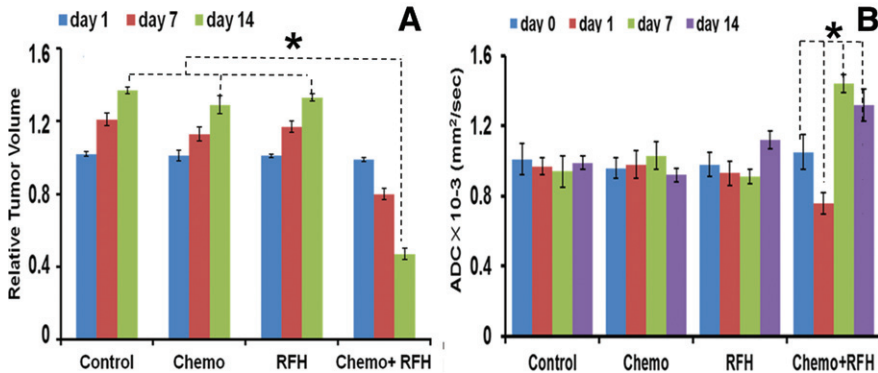 day 1 day 7 day 14
A
*
Relative Tumor Volume
1.6
1.2
0.8
0.4
0
Control Chemo RFH Chemo+ RFH
day 0 day 1 day 7 day 14
B
*
ADC×10-3 (mm²/sec)
1.6
1.2
0.8
0.4
0
Control Chemo RFH Chemo+RFH